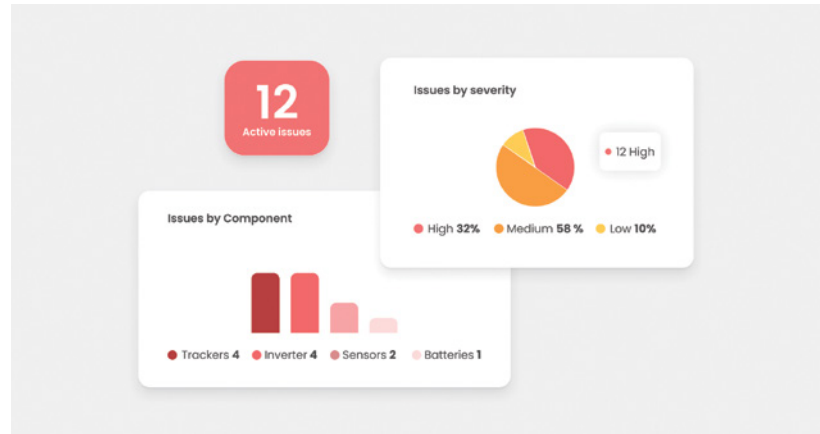 12
Active issues
Issues by severity
12 High
High 32% Medium 58 % Low 10%
Issues by Component
Trackers 4 Inverter 4 Sensors 2 Batteries 1